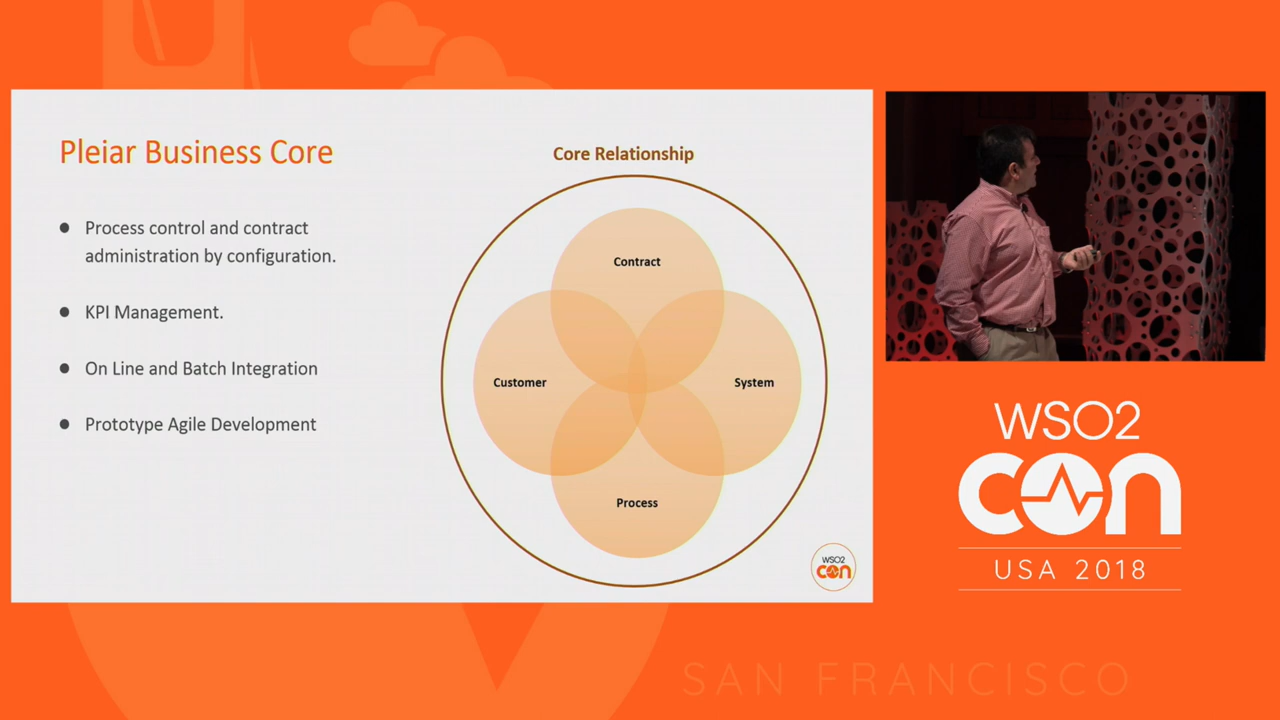 Pleiar Business Core
● Process control and contract
administration by configuration.
● KPI Management.
● On Line and Batch Integration
● Prototype Agile Development
Core Relationship
Contract
Customer
System
Process
WSO2
CON
WSO2
CON
USA 2018
SAN FRANCISCO